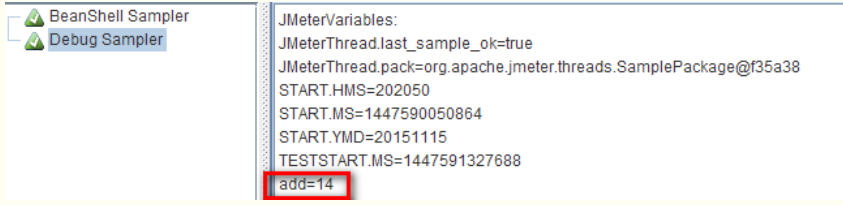 BeanShell Sampler
Debug Sampler
JMeterVariables:
JMeterThread.last_sample_ok=true
JMeterThread.pack=org.apache.jmeter.threads.SamplePackage@f35a38
START.HMS=202050
START.MS=1447590050864
START.YMD=20151115
TESTSTART.MS=1447591327688
add=14